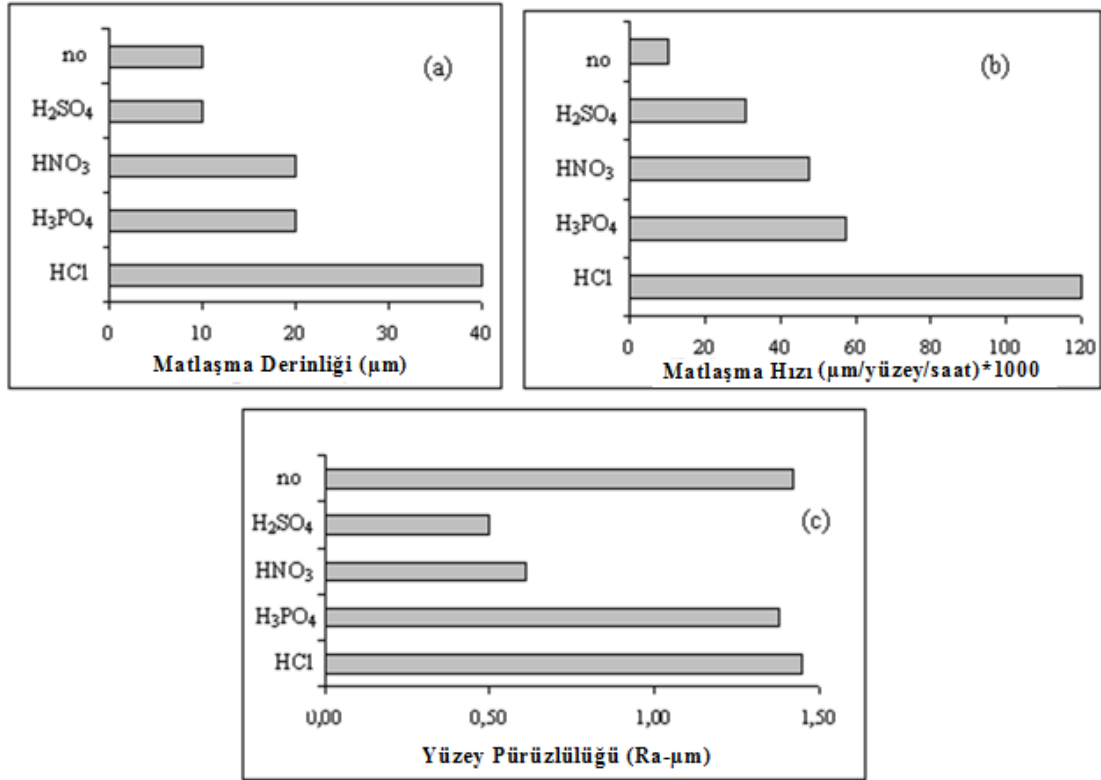 (a)
no
H₂SO₄
HNO₃
H₃PO₄
HCl
0 10 20 30 40
Matlaşma Derinliği (µm)
(b)
no
H₂SO₄
HNO₃
H₃PO₄
HCl
0 20 40 60 80 100 120
Matlaşma Hızı (µm/yüzey/saat)*1000
(c)
no
H₂SO₄
HNO₃
H₃PO₄
HCl
0,00 0,50 1,00 1,50
Yüzey Pürüzlülüğü (Ra-µm)